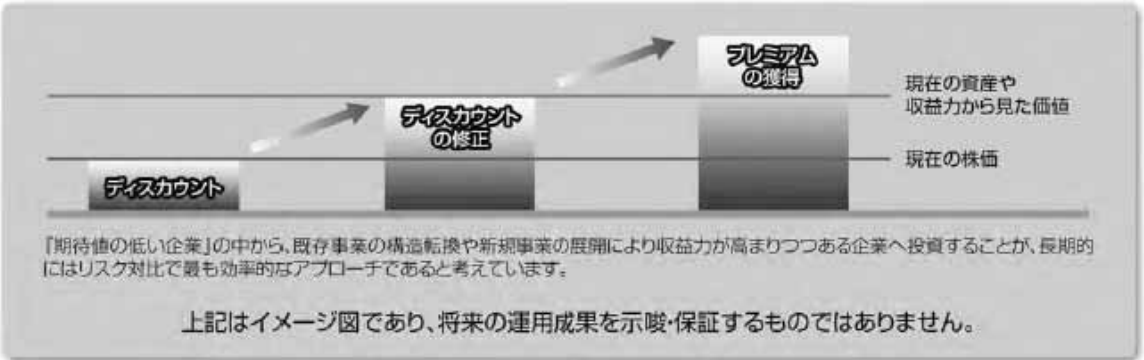 プレミアム
の獲得
現在の資産や
収益力から見た価値
ディスカウント
の修正
現在の株価
ディスカウント
『期待値の低い企業』の中から、既存事業の構造転換や新規事業の展開により収益力が高まりつつある企業へ投資することが、長期的
にはリスク対比で最も効率的なアプローチであると考えています。
上記はイメージ図であり、将来の運用成果を示唆・保証するものではありません。